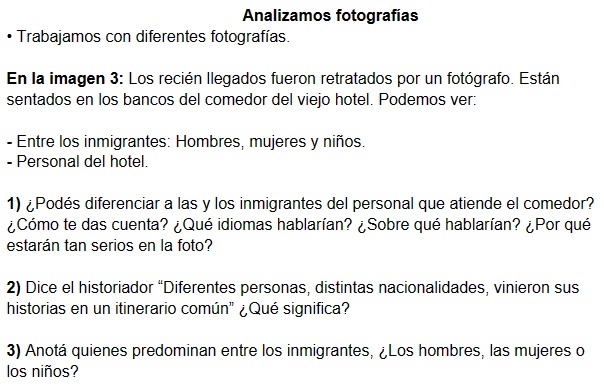 Analizamos fotografías
• Trabajamos con diferentes fotografías.
En la imagen 3: Los recién llegados fueron retratados por un fotógrafo. Están
sentados en los bancos del comedor del viejo hotel. Podemos ver:
- Entre los inmigrantes: Hombres, mujeres y niños.
- Personal del hotel.
1) ¿Podés diferenciar a las y los inmigrantes del personal que atiende el comedor?
¿Cómo te das cuenta? ¿Qué idiomas hablarían? ¿Sobre qué hablarían? ¿Por qué
estarán tan serios en la foto?
2) Dice el historiador “Diferentes personas, distintas nacionalidades, vinieron sus
historias en un itinerario común” ¿Qué significa?
3) Anotá quienes predominan entre los inmigrantes, ¿Los hombres, las mujeres o
los niños?